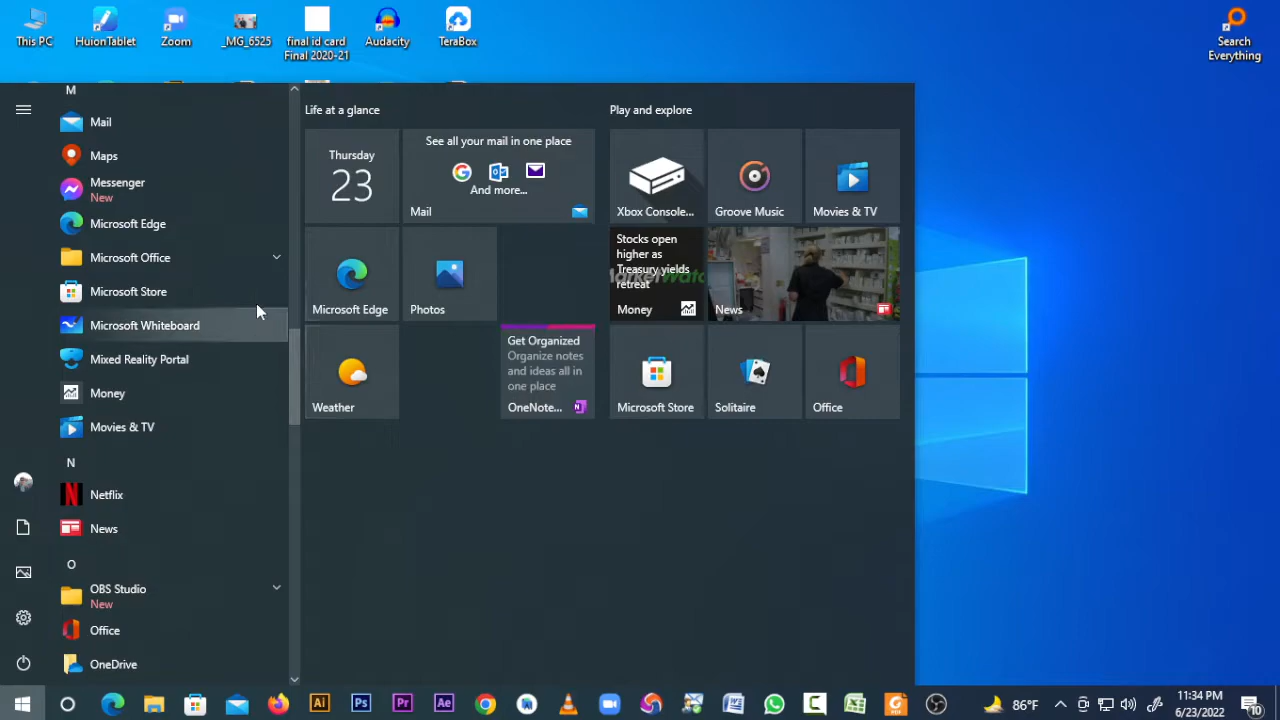 This PC
HuionTablet
Zoom
_MG_6525
final id card
Final 2020-21
Audacity
TeraBox
Search
Everything
M
Mail
Maps
Messenger
New
Microsoft Edge
Microsoft Office
Microsoft Store
Microsoft Whiteboard
Mixed Reality Portal
Money
Movies & TV
N
Netflix
News
O
OBS Studio
New
Office
OneDrive
Life at a glance
Thursday
23
See all your mail in one place
And more...
Mail
Microsoft Edge
Photos
Weather
Get Organized
Organize notes
and ideas all in
one place
OneNote...
Play and explore
Xbox Console...
Groove Music
Movies & TV
Stocks open
higher as
Treasury yields
retreat
MarketWatch
Money
News
Microsoft Store
Solitaire
Office
Ai
Ps
Pr
Ae
86°F
11:34 PM
6/23/2022
10